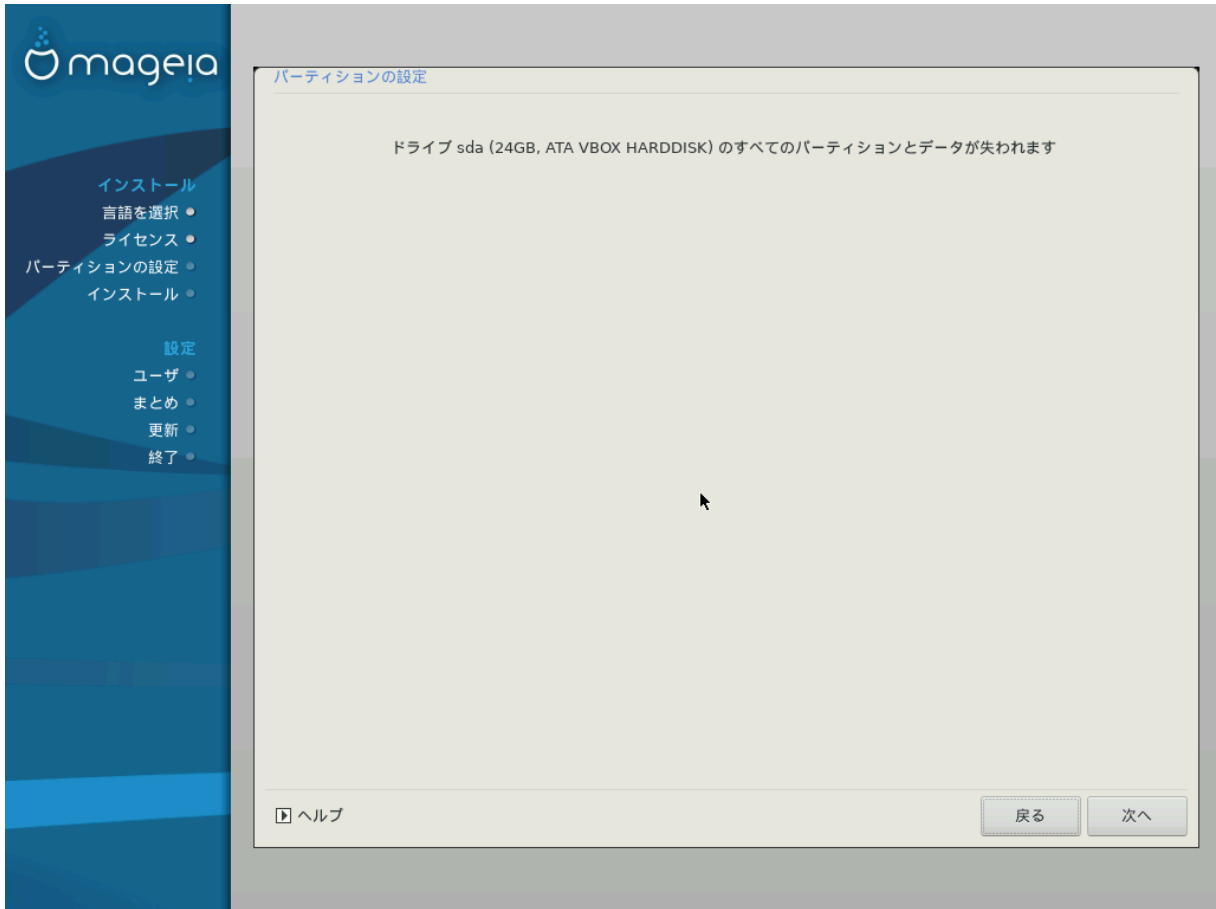 mageia
インストール
言語を選択
ライセンス
パーティションの設定
インストール
設定
ユーザ
まとめ
更新
終了
パーティションの設定
ドライブ sda (24GB, ATA VBOX HARDDISK) のすべてのパーティションとデータが失われます
ヘルプ
戻る
次へ